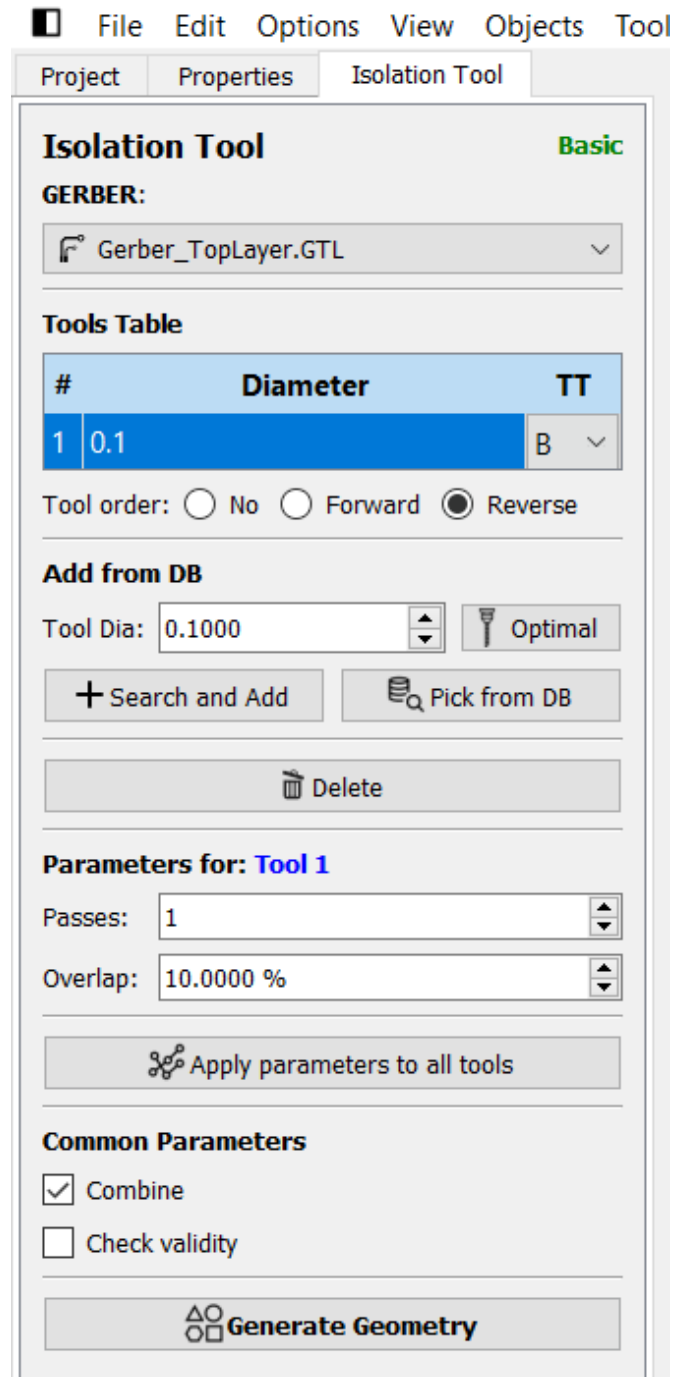 File Edit Options View Objects Tool
Project Properties Isolation Tool
Isolation Tool Basic
GERBER:
Gerber_TopLayer.GTL
Tools Table
# Diameter TT
1 0.1 B
Tool order: No Forward Reverse
Add from DB
Tool Dia: 0.1000 Optimal
Search and Add Pick from DB
Delete
Parameters for: Tool 1
Passes: 1
Overlap: 10.0000 %
Apply parameters to all tools
Common Parameters
Combine
Check validity
Generate Geometry